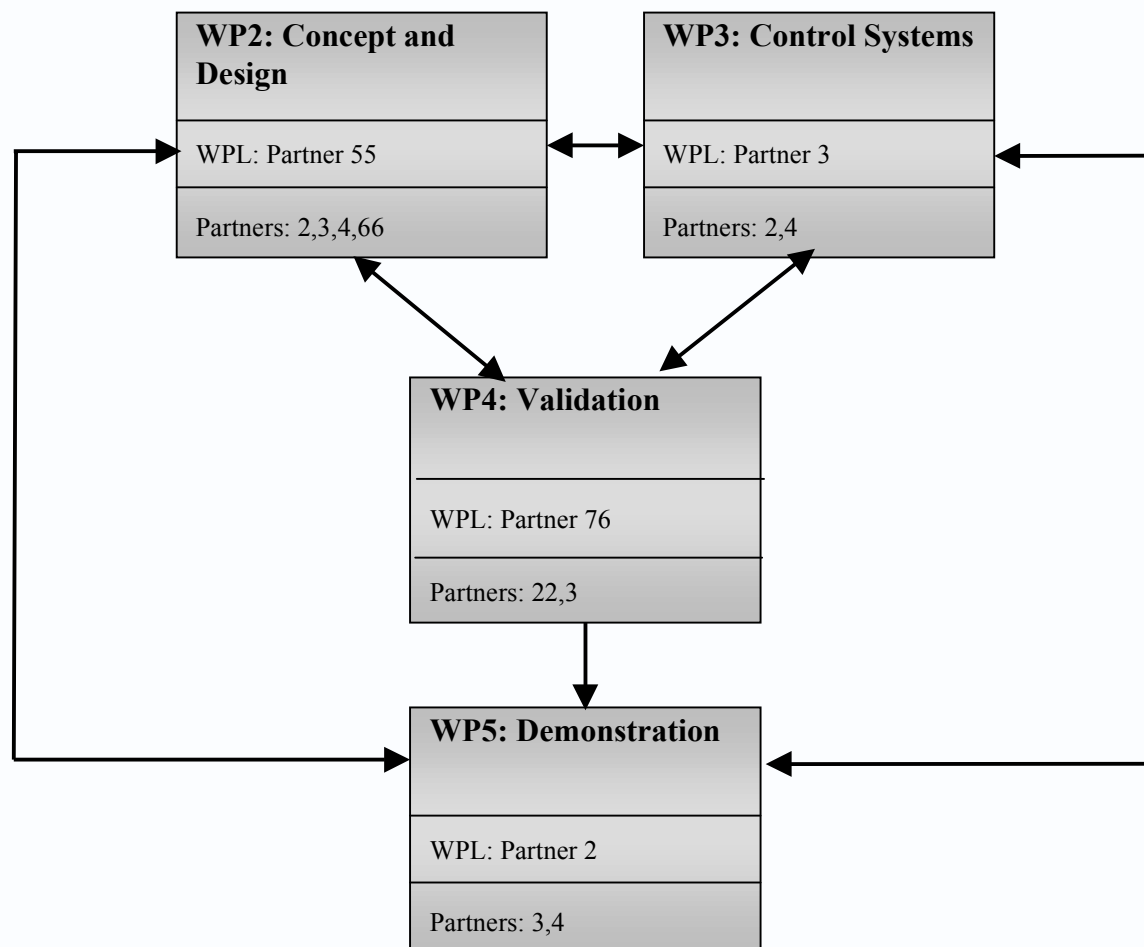 WP2: Concept and
Design
WPL: Partner 55
Partners: 2,3,4,66
WP3: Control Systems
WPL: Partner 3
Partners: 2,4
WP4: Validation
WPL: Partner 76
Partners: 22,3
WP5: Demonstration
WPL: Partner 2
Partners: 3,4